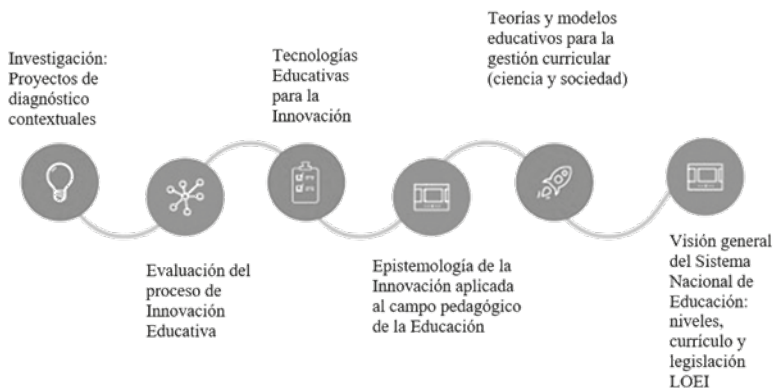 Investigación:
Proyectos de
diagnóstico
contextuales
Evaluación del
proceso de
Innovación
Educativa
Tecnologías
Educativas
para la
Innovación
Epistemología de la
Innovación aplicada
al campo pedagógico
de la Educación
Teorías y modelos
educativos para la
gestión curricular
(ciencia y sociedad)
Visión general
del Sistema
Nacional de
Educación:
niveles,
currículo y
legislación
LOEI